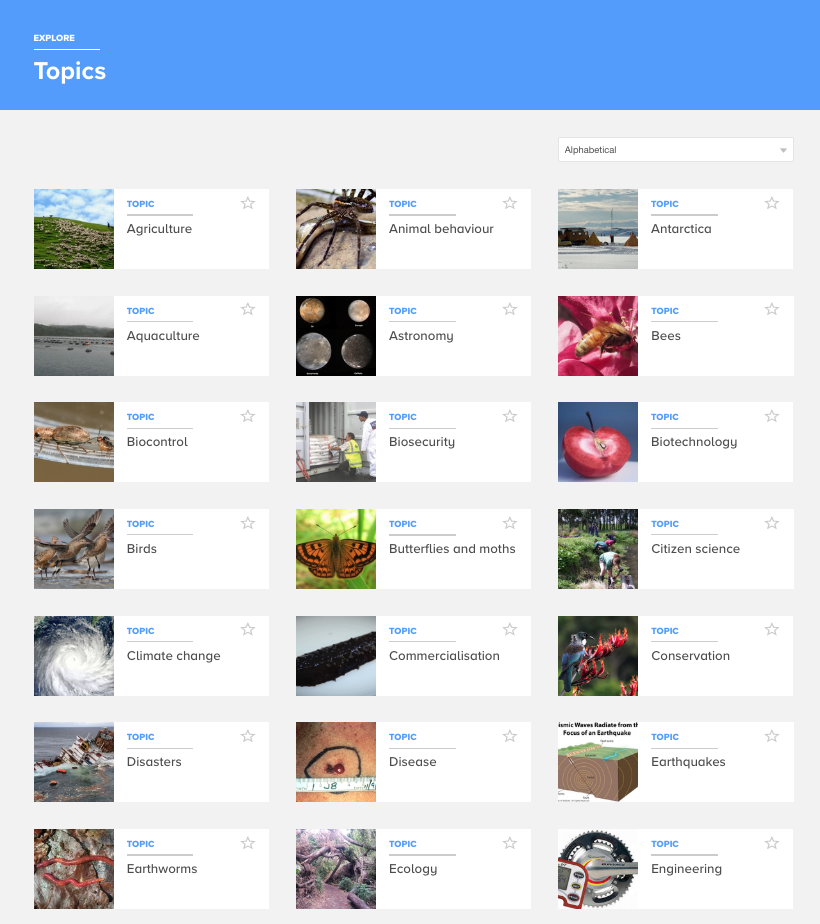 EXPLORE
Topics
Alphabetical
TOPIC
Agriculture
TOPIC
Animal behaviour
TOPIC
Antarctica
TOPIC
Aquaculture
TOPIC
Astronomy
TOPIC
Bees
TOPIC
Biocontrol
TOPIC
Biosecurity
TOPIC
Biotechnology
TOPIC
Birds
TOPIC
Butterflies and moths
TOPIC
Citizen science
TOPIC
Climate change
TOPIC
Commercialisation
TOPIC
Conservation
TOPIC
Disasters
TOPIC
Disease
ismic Waves Radiate from th
Focus of an Earthquake
TOPIC
Earthquakes
TOPIC
Earthworms
TOPIC
Ecology
TOPIC
Engineering